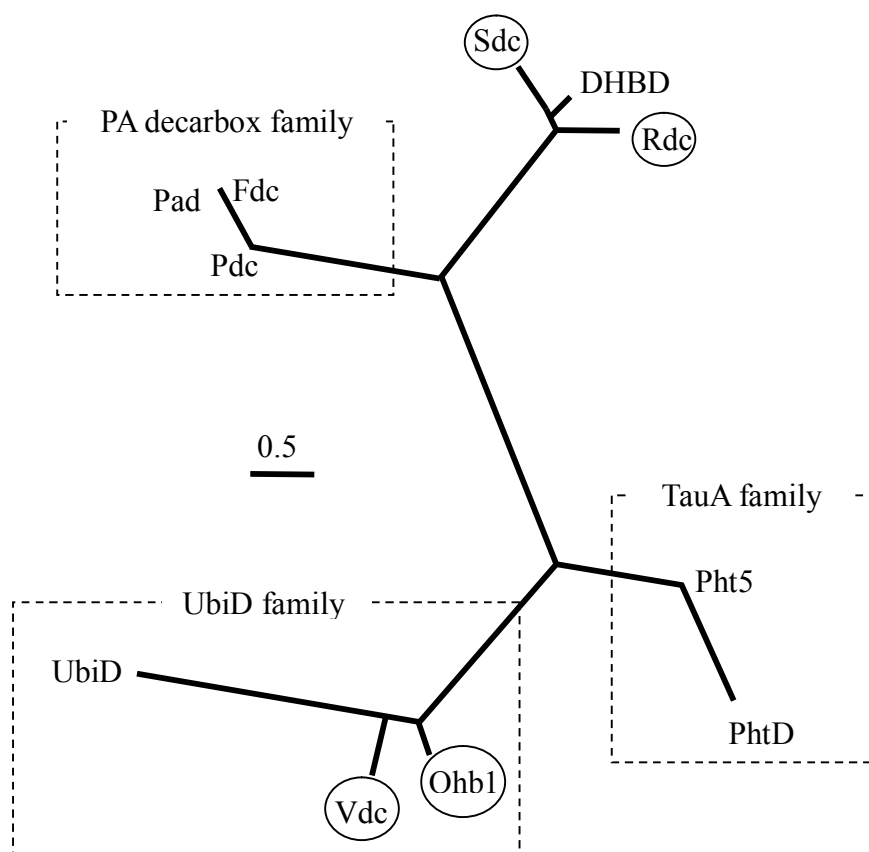 Sdc
DHBD
PA decarbox family
Rdc
Pad
Fdc
Pdc
0.5
TauA family
Pht5
UbiD family
UbiD
PhtD
Ohb1
Vdc